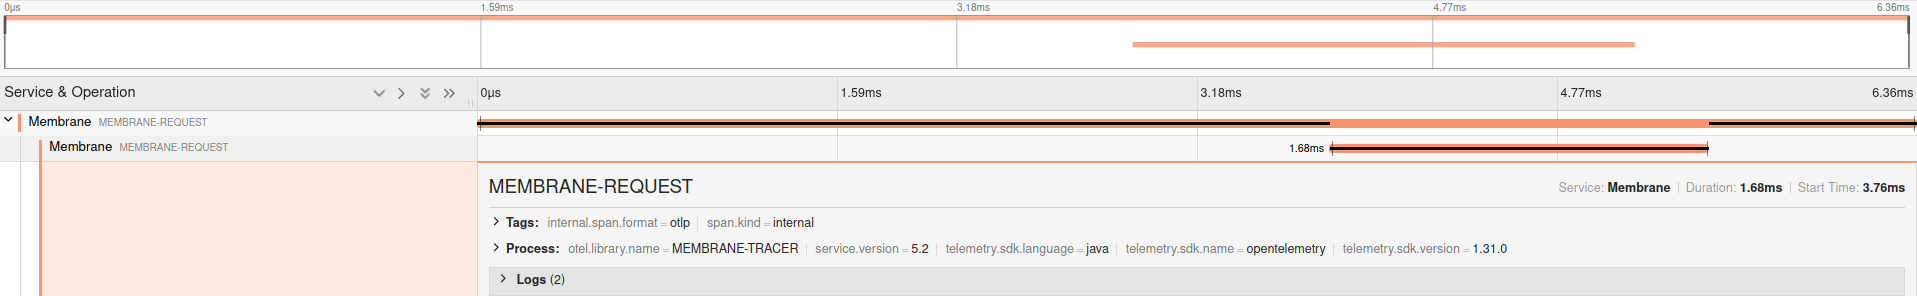 0μs 1.59ms 3.18ms 4.77ms 6.36ms
Service & Operation 0μs 1.59ms 3.18ms 4.77ms 6.36ms
Membrane MEMBRANE-REQUEST
Membrane MEMBRANE-REQUEST 1.68ms
MEMBRANE-REQUEST Service: Membrane Duration: 1.68ms Start Time: 3.76ms
Tags: internal.span.format = otlp span.kind = internal
Process: otel.library.name = MEMBRANE-TRACER service.version = 5.2 telemetry.sdk.language = java telemetry.sdk.name = opentelemetry telemetry.sdk.version = 1.31.0
Logs (2)